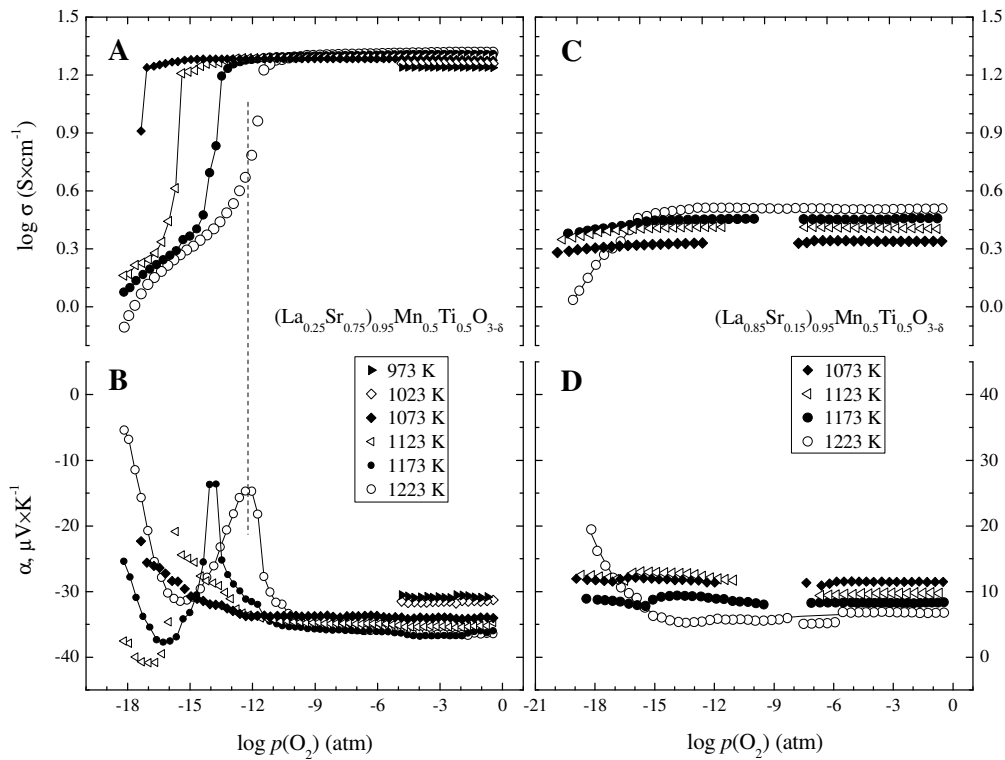 A
C
1.5
1.2
0.9
0.6
0.3
0.0
log σ (S×cm⁻¹)
1.5
1.2
0.9
0.6
0.3
0.0
(La₀.₂₅Sr₀.₇₅)₀.₉₅Mn₀.₅Ti₀.₅O₃₋δ
(La₀.₈₅Sr₀.₁₅)₀.₉₅Mn₀.₅Ti₀.₅O₃₋δ
B
D
973 K
1023 K
1073 K
1123 K
1173 K
1223 K
1073 K
1123 K
1173 K
1223 K
0
-10
-20
-30
-40
α, μV×K⁻¹
40
30
20
10
0
-18 -15 -12 -9 -6 -3 0
-21 -18 -15 -12 -9 -6 -3 0
log p(O₂) (atm)
log p(O₂) (atm)